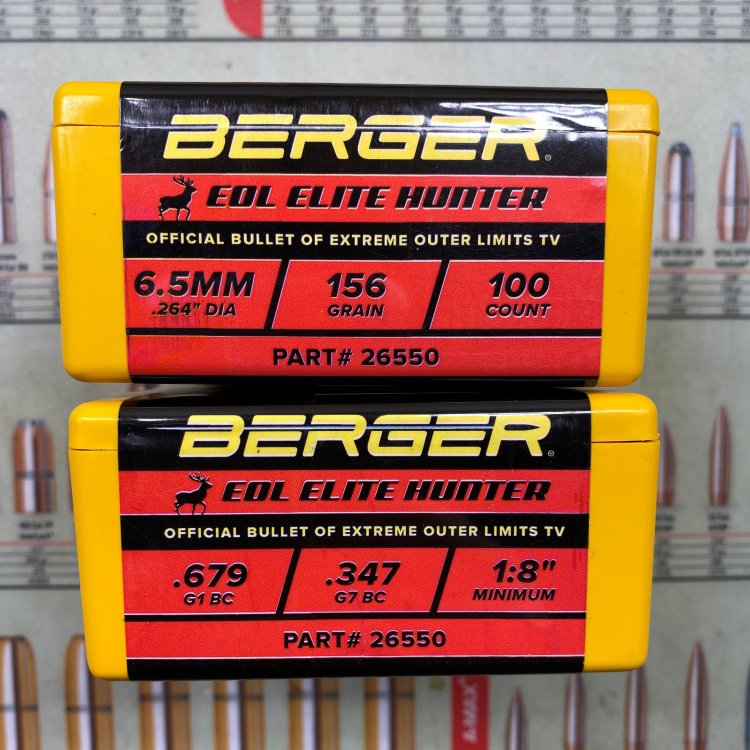 BERGER®
EOL ELITE HUNTER
OFFICIAL BULLET OF EXTREME OUTER LIMITS TV
6.5MM 156 100
.264" DIA GRAIN COUNT
PART# 26550
BERGER®
EOL ELITE HUNTER
OFFICIAL BULLET OF EXTREME OUTER LIMITS TV
.679 .347 1:8"
G1 BC G7 BC MINIMUM
PART# 26550
A-MAX